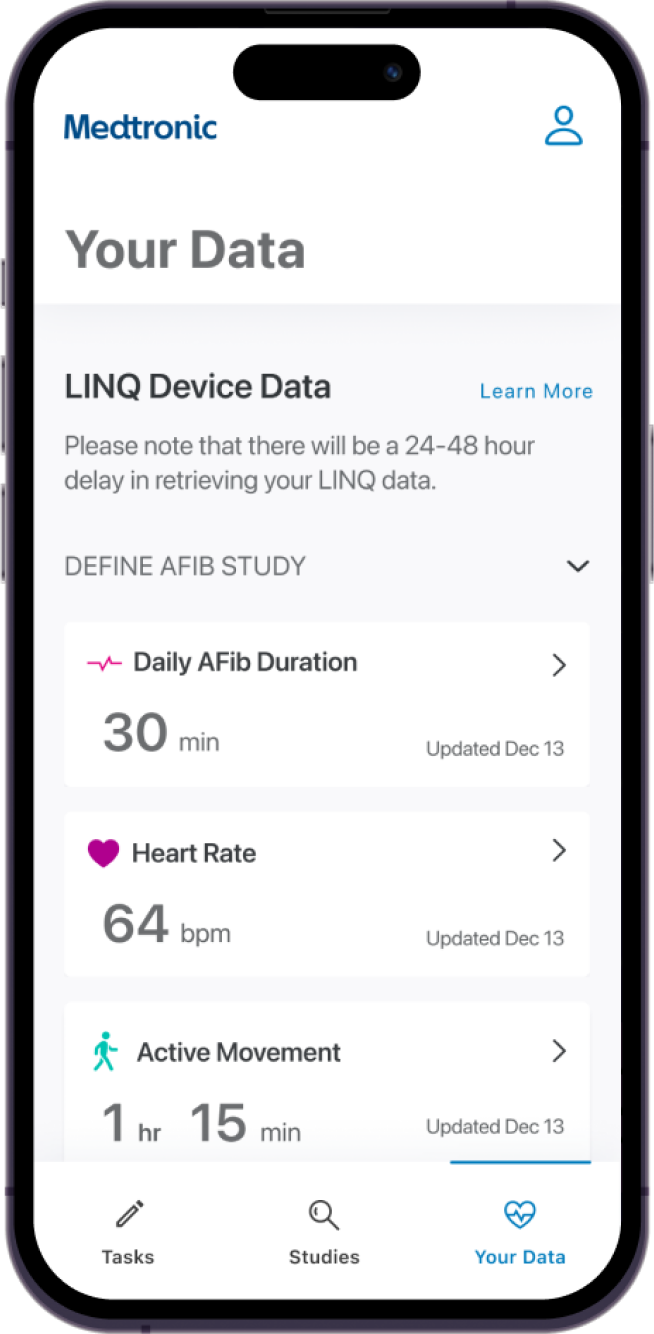 Medtronic
Your Data
LINQ Device Data
Learn More
Please note that there will be a 24-48 hour
delay in retrieving your LINQ data.
DEFINE AFIB STUDY
Daily AFib Duration
30 min
Updated Dec 13
Heart Rate
64 bpm
Updated Dec 13
Active Movement
1 hr 15 min
Updated Dec 13
Tasks
Studies
Your Data